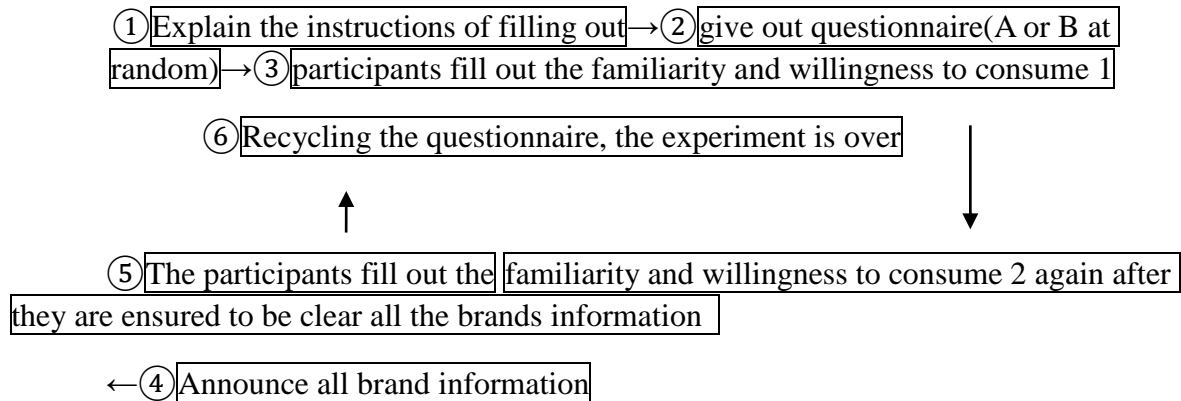 ①Explain the instructions of filling out→②give out questionnaire(A or B at
random)→③participants fill out the familiarity and willingness to consume 1
⑥Recycling the questionnaire, the experiment is over
⑤The participants fill out the familiarity and willingness to consume 2 again after
they are ensured to be clear all the brands information
←④Announce all brand information